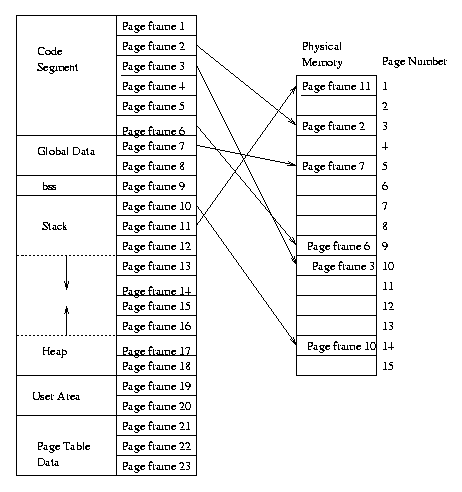 Code
Segment
Global Data
bss
Stack
Heap
User Area
Page Table
Data
Page frame 1
Page frame 2
Page frame 3
Page frame 4
Page frame 5
Page frame 6
Page frame 7
Page frame 8
Page frame 9
Page frame 10
Page frame 11
Page frame 12
Page frame 13
Page frame 14
Page frame 15
Page frame 16
Page frame 17
Page frame 18
Page frame 19
Page frame 20
Page frame 21
Page frame 22
Page frame 23
Physical
Memory
Page Number
Page frame 11 1
2
Page frame 2 3
4
Page frame 7 5
6
7
8
Page frame 6 9
Page frame 3 10
11
12
13
Page frame 10 14
15